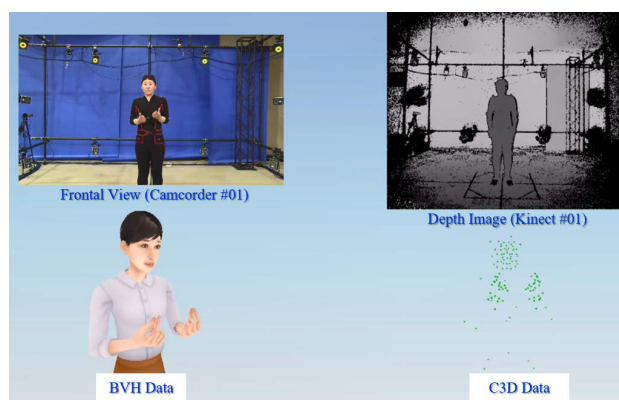 Frontal View (Camcorder #01)
Depth Image (Kinect #01)
BVH Data
C3D Data